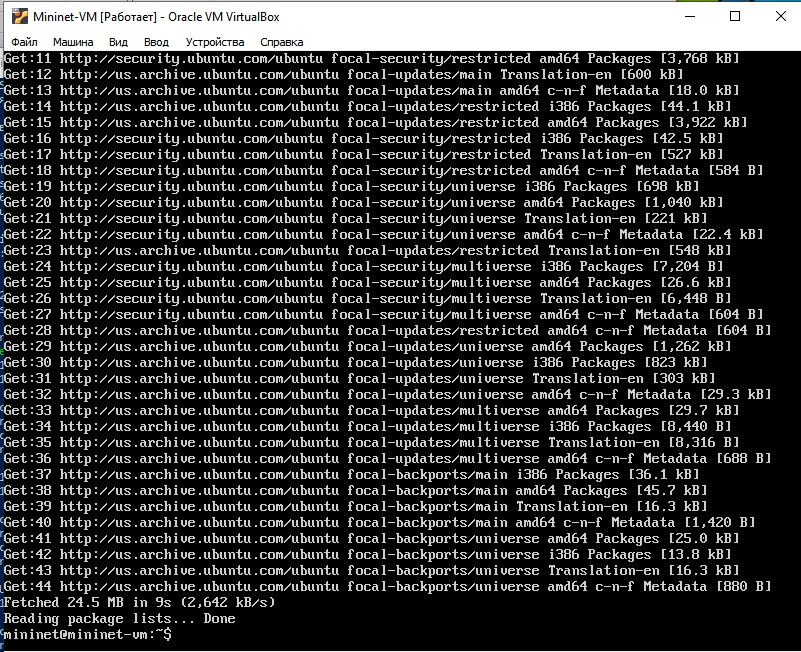 Mininet-VM [Работает] - Oracle VM VirtualBox
Файл Машина Вид Ввод Устройства Справка
Get:11 http://security.ubuntu.com/ubuntu focal-security/restricted amd64 Packages [3,768 kB]
Get:12 http://us.archive.ubuntu.com/ubuntu focal-updates/main Translation-en [600 kB]
Get:13 http://us.archive.ubuntu.com/ubuntu focal-updates/main amd64 c-n-f Metadata [18.0 kB]
Get:14 http://us.archive.ubuntu.com/ubuntu focal-updates/restricted i386 Packages [44.1 kB]
Get:15 http://us.archive.ubuntu.com/ubuntu focal-updates/restricted amd64 Packages [3,922 kB]
Get:16 http://security.ubuntu.com/ubuntu focal-security/restricted i386 Packages [42.5 kB]
Get:17 http://security.ubuntu.com/ubuntu focal-security/restricted Translation-en [527 kB]
Get:18 http://security.ubuntu.com/ubuntu focal-security/restricted amd64 c-n-f Metadata [584 B]
Get:19 http://security.ubuntu.com/ubuntu focal-security/universe i386 Packages [698 kB]
Get:20 http://security.ubuntu.com/ubuntu focal-security/universe amd64 Packages [1,040 kB]
Get:21 http://security.ubuntu.com/ubuntu focal-security/universe Translation-en [221 kB]
Get:22 http://security.ubuntu.com/ubuntu focal-security/universe amd64 c-n-f Metadata [22.4 kB]
Get:23 http://us.archive.ubuntu.com/ubuntu focal-updates/restricted Translation-en [548 kB]
Get:24 http://security.ubuntu.com/ubuntu focal-security/multiverse i386 Packages [7,204 B]
Get:25 http://security.ubuntu.com/ubuntu focal-security/multiverse amd64 Packages [26.6 kB]
Get:26 http://security.ubuntu.com/ubuntu focal-security/multiverse Translation-en [6,448 B]
Get:27 http://security.ubuntu.com/ubuntu focal-security/multiverse amd64 c-n-f Metadata [604 B]
Get:28 http://us.archive.ubuntu.com/ubuntu focal-updates/restricted amd64 c-n-f Metadata [604 B]
Get:29 http://us.archive.ubuntu.com/ubuntu focal-updates/universe amd64 Packages [1,262 kB]
Get:30 http://us.archive.ubuntu.com/ubuntu focal-updates/universe i386 Packages [823 kB]
Get:31 http://us.archive.ubuntu.com/ubuntu focal-updates/universe Translation-en [303 kB]
Get:32 http://us.archive.ubuntu.com/ubuntu focal-updates/universe amd64 c-n-f Metadata [29.3 kB]
Get:33 http://us.archive.ubuntu.com/ubuntu focal-updates/multiverse amd64 Packages [29.7 kB]
Get:34 http://us.archive.ubuntu.com/ubuntu focal-updates/multiverse i386 Packages [8,440 B]
Get:35 http://us.archive.ubuntu.com/ubuntu focal-updates/multiverse Translation-en [8,316 B]
Get:36 http://us.archive.ubuntu.com/ubuntu focal-updates/multiverse amd64 c-n-f Metadata [688 B]
Get:37 http://us.archive.ubuntu.com/ubuntu focal-backports/main i386 Packages [36.1 kB]
Get:38 http://us.archive.ubuntu.com/ubuntu focal-backports/main amd64 Packages [45.7 kB]
Get:39 http://us.archive.ubuntu.com/ubuntu focal-backports/main Translation-en [16.3 kB]
Get:40 http://us.archive.ubuntu.com/ubuntu focal-backports/main amd64 c-n-f Metadata [1,420 B]
Get:41 http://us.archive.ubuntu.com/ubuntu focal-backports/universe amd64 Packages [25.0 kB]
Get:42 http://us.archive.ubuntu.com/ubuntu focal-backports/universe i386 Packages [13.8 kB]
Get:43 http://us.archive.ubuntu.com/ubuntu focal-backports/universe Translation-en [16.3 kB]
Get:44 http://us.archive.ubuntu.com/ubuntu focal-backports/universe amd64 c-n-f Metadata [880 B]
Fetched 24.5 MB in 9s (2,642 kB/s)
Reading package lists... Done
mininet@mininet-vm:~$